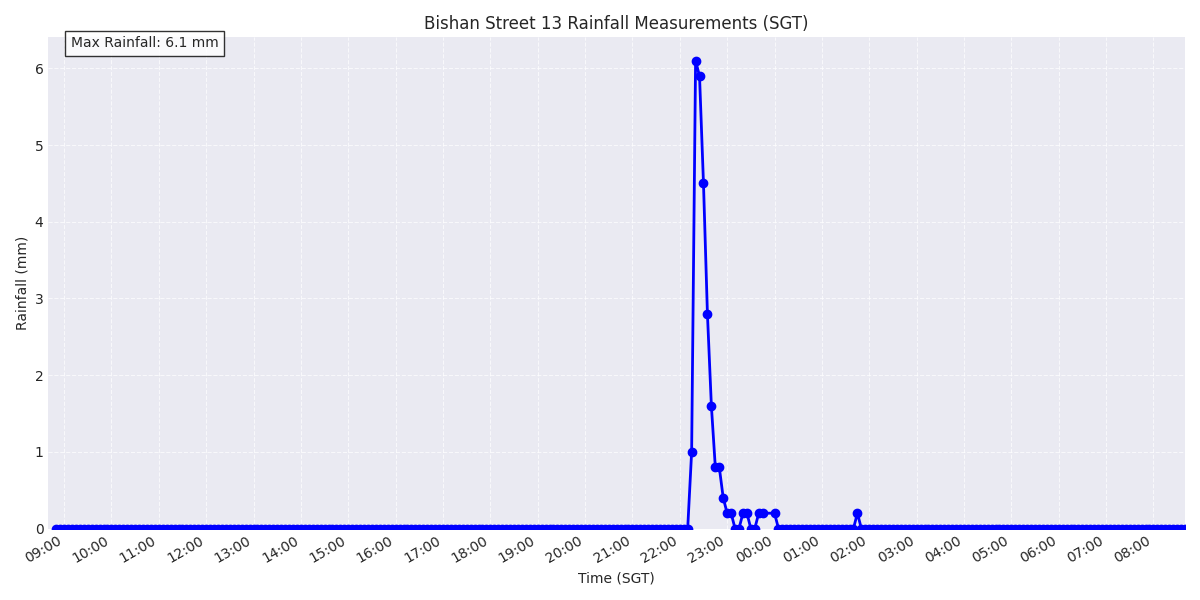 Bishan Street 13 Rainfall Measurements (SGT)
Max Rainfall: 6.1 mm
Rainfall (mm)
6
5
4
3
2
1
0
09:00 10:00 11:00 12:00 13:00 14:00 15:00 16:00 17:00 18:00 19:00 20:00 21:00 22:00 23:00 00:00 01:00 02:00 03:00 04:00 05:00 06:00 07:00 08:00
Time (SGT)